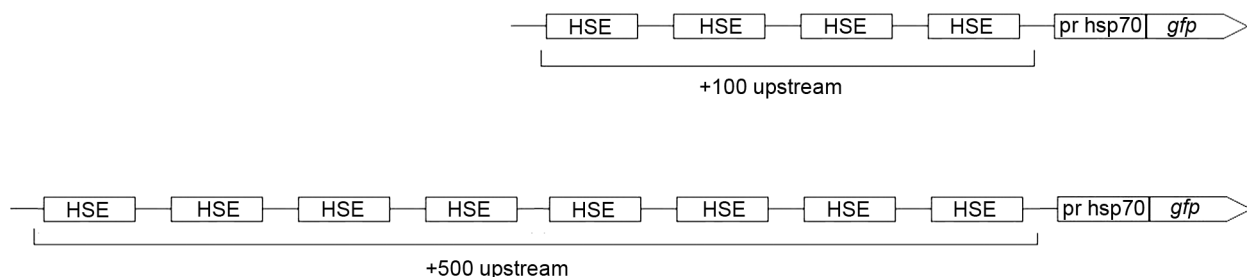 HSE HSE HSE HSE pr hsp70 gfp
+100 upstream
HSE HSE HSE HSE HSE HSE HSE HSE pr hsp70 gfp
+500 upstream